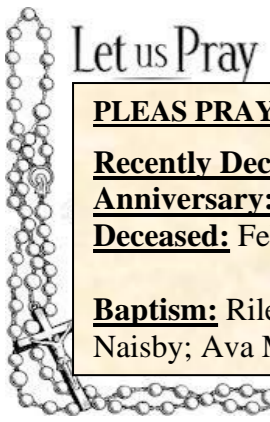 Let us Pray
PLEAS PRAY
Recently Dec
Anniversary:
Deceased: Fe
Baptism: Rile
Naisby; Ava M